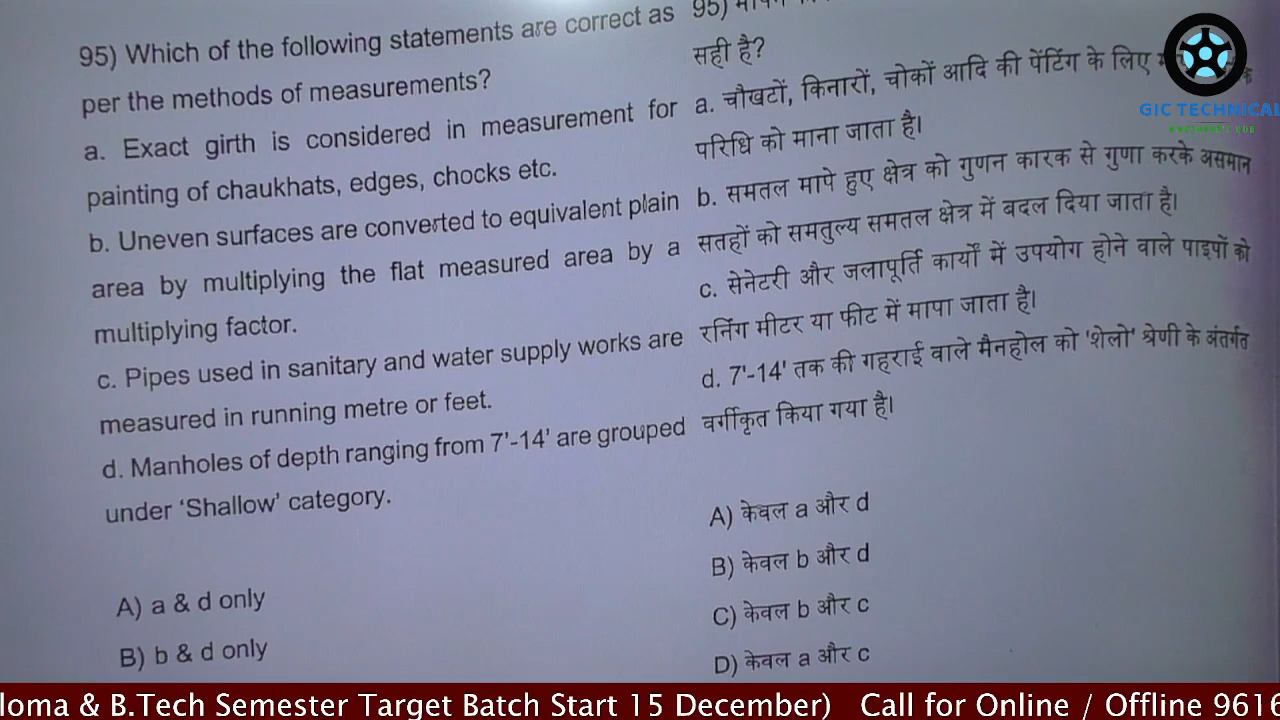 95) Which of the following statements are correct as
per the methods of measurements?
a. Exact girth is considered in measurement for
painting of chaukhats, edges, chocks etc.
b. Uneven surfaces are converted to equivalent plain
area by multiplying the flat measured area by a
multiplying factor.
c. Pipes used in sanitary and water supply works are
measured in running metre or feet.
d. Manholes of depth ranging from 7'-14' are grouped
under ‘Shallow’ category.
A) a & d only
B) b & d only
95)
सही है?
a. चौखटों, किनारों, चोकों आदि की पेंटिंग के लिए
परिधि को माना जाता है।
b. समतल मापे हुए क्षेत्र को गुणन कारक से गुणा करके असमान
सतहों को समतुल्य समतल क्षेत्र में बदल दिया जाता है।
c. सेनेटरी और जलापूर्ति कार्यों में उपयोग होने वाले पाइपों को
रनिंग मीटर या फीट में मापा जाता है।
d. 7'-14' तक की गहराई वाले मैनहोल को 'शेलो' श्रेणी के अंतर्गत
वर्गीकृत किया गया है।
A) केवल a और d
B) केवल b और d
C) केवल b और c
D) केवल a और c
GIC TECHNICAL
loma & B.Tech Semester Target Batch Start 15 December) Call for Online / Offline 9616